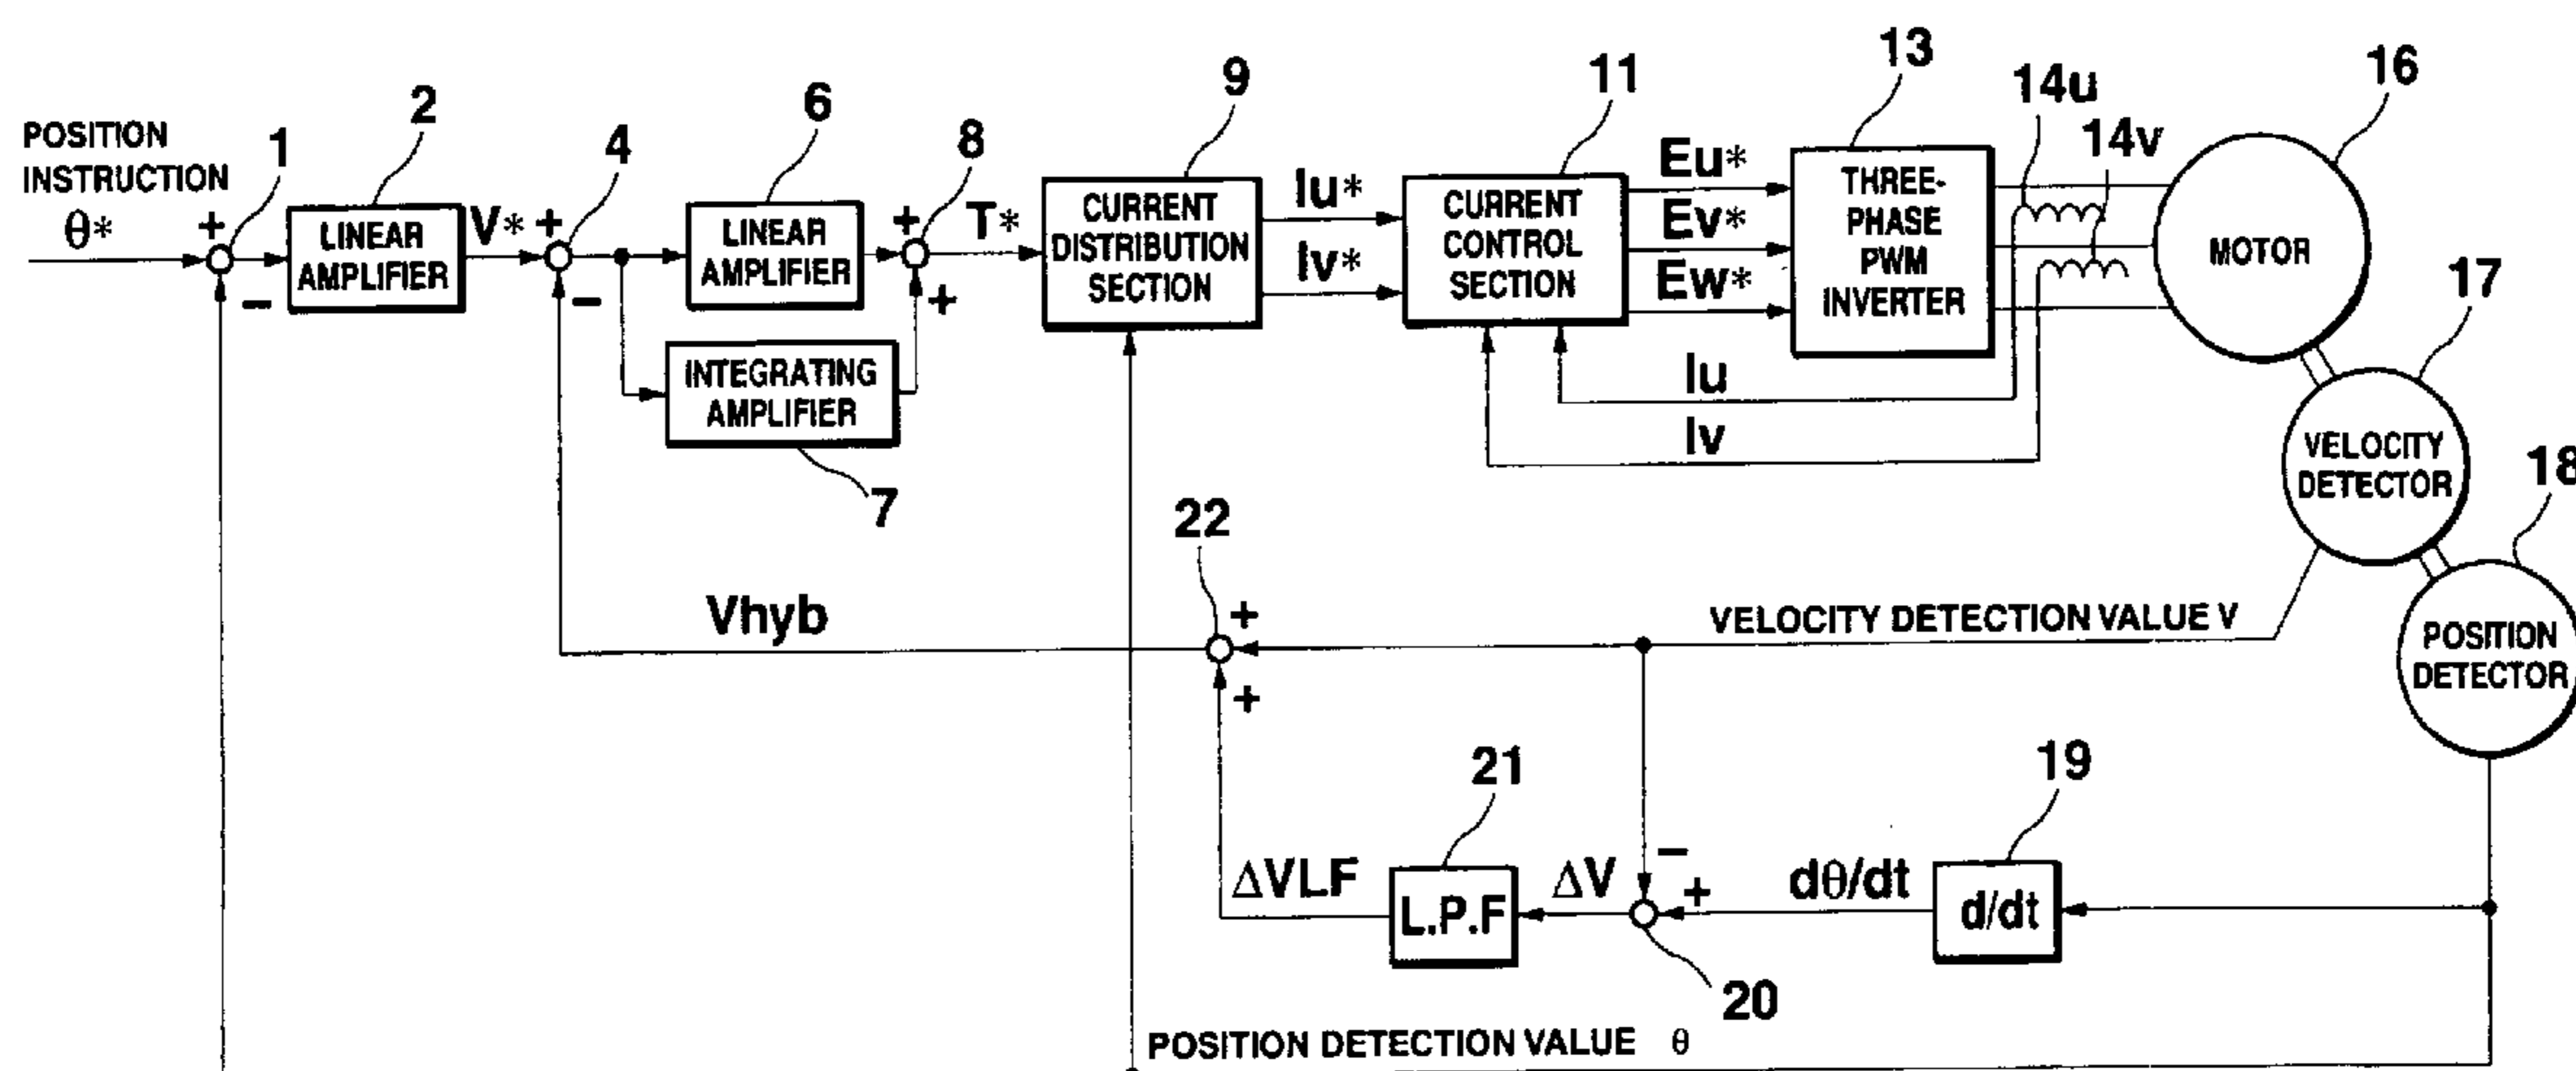 POSITION
INSTRUCTION
θ*
+
1
−
2
LINEAR
AMPLIFIER
V*
+
4
−
6
LINEAR
AMPLIFIER
INTEGRATING
AMPLIFIER
7
+
8
+
T*
9
CURRENT
DISTRIBUTION
SECTION
Iu*
Iv*
11
CURRENT
CONTROL
SECTION
Eu*
Ev*
Ew*
13
THREE-
PHASE
PWM
INVERTER
14u
14v
16
MOTOR
Iu
Iv
17
VELOCITY
DETECTOR
18
POSITION
DETECTOR
22
+
+
Vhyb
VELOCITY DETECTION VALUE V
21
L.P.F
ΔVLF
ΔV
−
+
20
dθ/dt
19
d/dt
POSITION DETECTION VALUE θ